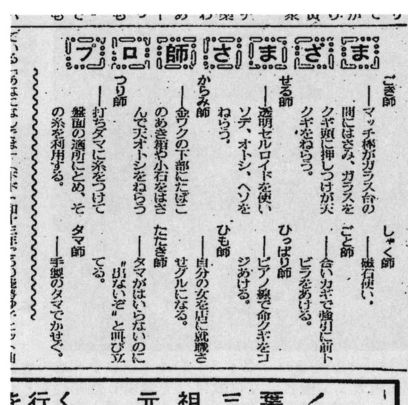 プロ師さまざま
ごき師
――マッチ棒がガラス台の
間にはさみ、ガラスを
クギ頭に押しつけが天
クギをねらう。
せる師
――透明セルロイドを使い
ソデ、オトシ、ヘソを
ねらう。
からみ師
――金ワクの下部にたばこ
のあき箱や小石をはさ
んで天オトシをねらう
つり師
――打ちダマに糸をつけて
盤面の適所にとめ、そ
の糸を利用する。
しゃく師
――磁石使い。
ごと師
――合いカギで強引に前ト
ビラをあける。
ひっぱり師
――ピアノ線で命クギをコ
ジあける。
ひも師
――自分の女を店に就職さ
せグルになる。
たたき師
――タマがはいらないのに
"出ないぞ"と叫び立
てる。
タマ師
――手製のタマでかせぐ。
を行く 元祖三葉